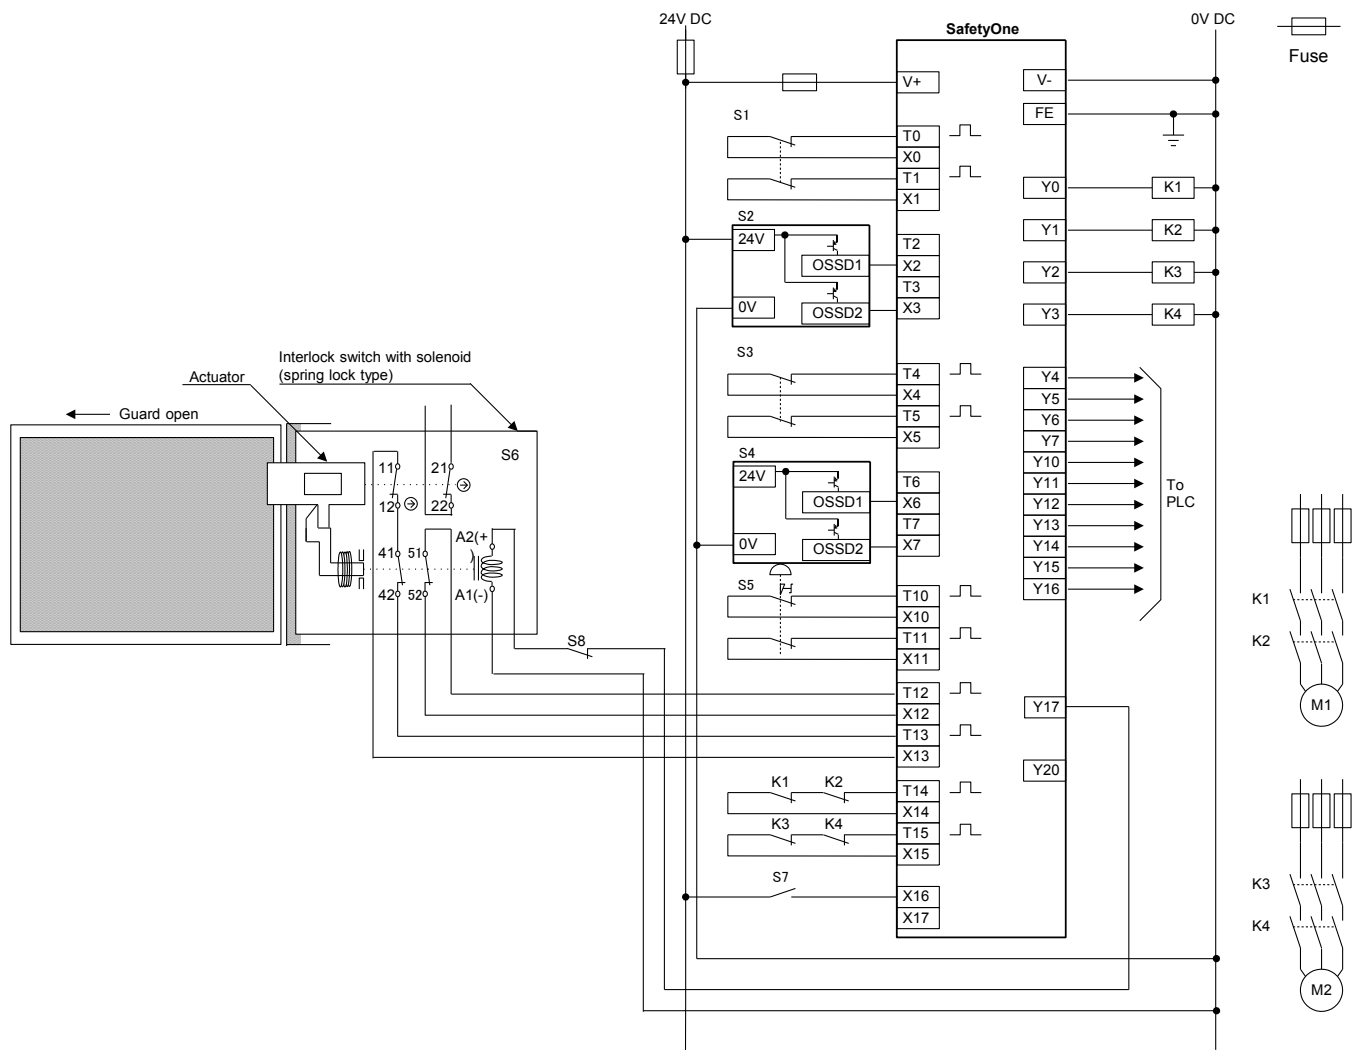 24V DC
0V DC
SafetyOne
Fuse
V+
V-
FE
S1
T0
X0
T1
X1
Y0
K1
Y1
K2
Y2
K3
Y3
K4
S2
24V
OSSD1
0V
OSSD2
T2
X2
T3
X3
S3
T4
X4
T5
X5
Y4
Y5
Y6
Y7
Y10
Y11
Y12
Y13
Y14
Y15
Y16
To
PLC
Interlock switch with solenoid
(spring lock type)
Actuator
Guard open
S6
11
21
12
22
A2(+
)
41
51
42
52
A1(-)
S4
24V
OSSD1
0V
OSSD2
T6
X6
T7
X7
S5
T10
X10
T11
X11
S8
T12
X12
T13
X13
Y17
Y20
K1
K2
T14
X14
K3
K4
T15
X15
S7
X16
X17
K1
K2
M1
K3
K4
M2